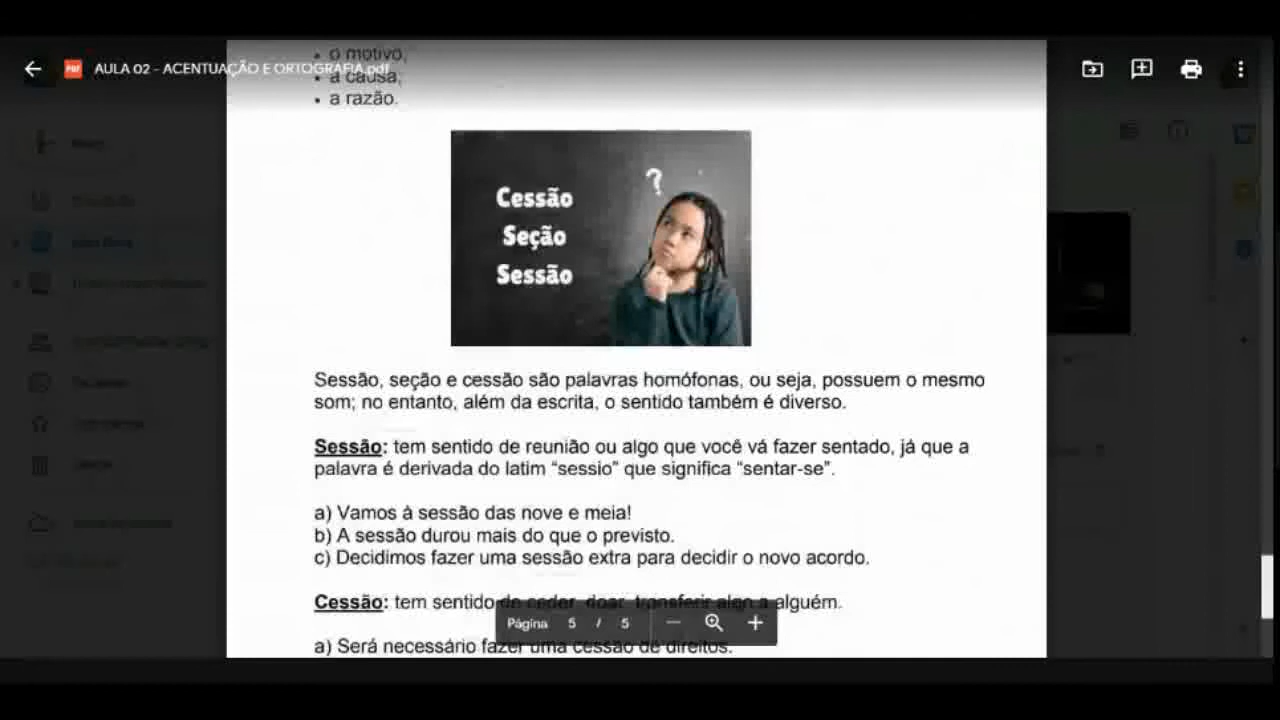 • o motivo;
AULA 02 - ACENTUAÇÃO E ORTOGRAFIA.pdf
• a causa;
• a razão.
Cessão
Seção
Sessão
?
Sessão, seção e cessão são palavras homófonas, ou seja, possuem o mesmo
som; no entanto, além da escrita, o sentido também é diverso.
Sessão: tem sentido de reunião ou algo que você vá fazer sentado, já que a
palavra é derivada do latim “sessio” que significa “sentar-se”.
a) Vamos à sessão das nove e meia!
b) A sessão durou mais do que o previsto.
c) Decidimos fazer uma sessão extra para decidir o novo acordo.
Cessão: tem sentido de ceder, doar, transferir algo a alguém.
Página 5 / 5
a) Será necessário fazer uma cessão de direitos.